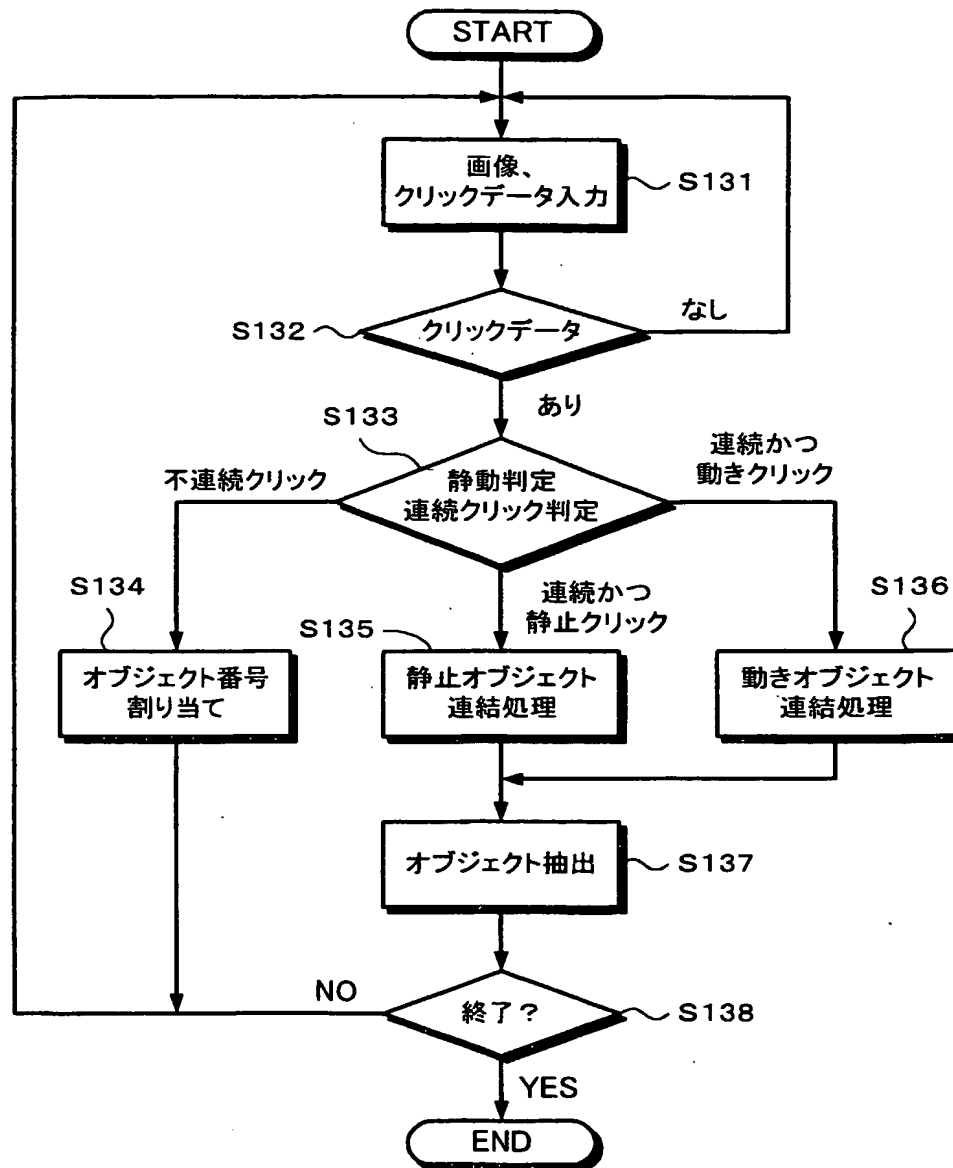 START
画像、
クリックデータ入力
S131
S132
クリックデータ
なし
あり
S133
不連続クリック
静動判定
連続クリック判定
連続かつ
動きクリック
連続かつ
静止クリック
S134
オブジェクト番号
割り当て
S135
静止オブジェクト
連結処理
S136
動きオブジェクト
連結処理
オブジェクト抽出
S137
NO
終了?
S138
YES
END